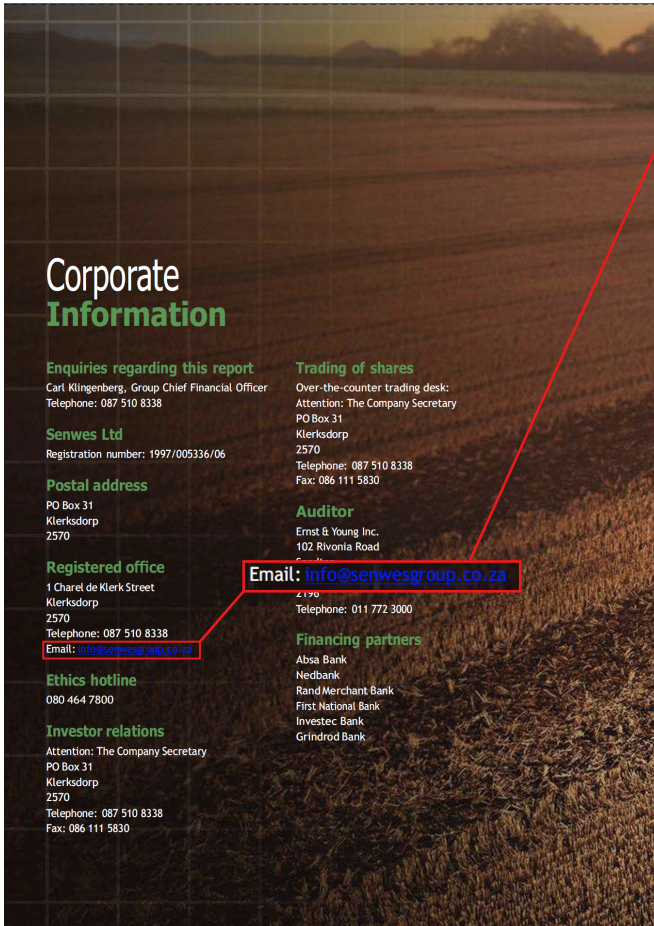 Corporate
Information
Enquiries regarding this report
Carl Klingenberg, Group Chief Financial Officer
Telephone: 087 510 8338
Senwes Ltd
Registration number: 1997/005336/06
Postal address
PO Box 31
Klerksdorp
2570
Registered office
1 Charel de Klerk Street
Klerksdorp
2570
Telephone: 087 510 8338
Email: info@senwesgroup.co.za
Ethics hotline
080 464 7800
Investor relations
Attention: The Company Secretary
PO Box 31
Klerksdorp
2570
Telephone: 087 510 8338
Fax: 086 111 5830
Trading of shares
Over-the-counter trading desk:
Attention: The Company Secretary
PO Box 31
Klerksdorp
2570
Telephone: 087 510 8338
Fax: 086 111 5830
Auditor
Ernst & Young Inc.
102 Rivonia Road
Email: info@senwesgroup.co.za
2196
Telephone: 011 772 3000
Financing partners
Absa Bank
Nedbank
Rand Merchant Bank
First National Bank
Investec Bank
Grindrod Bank